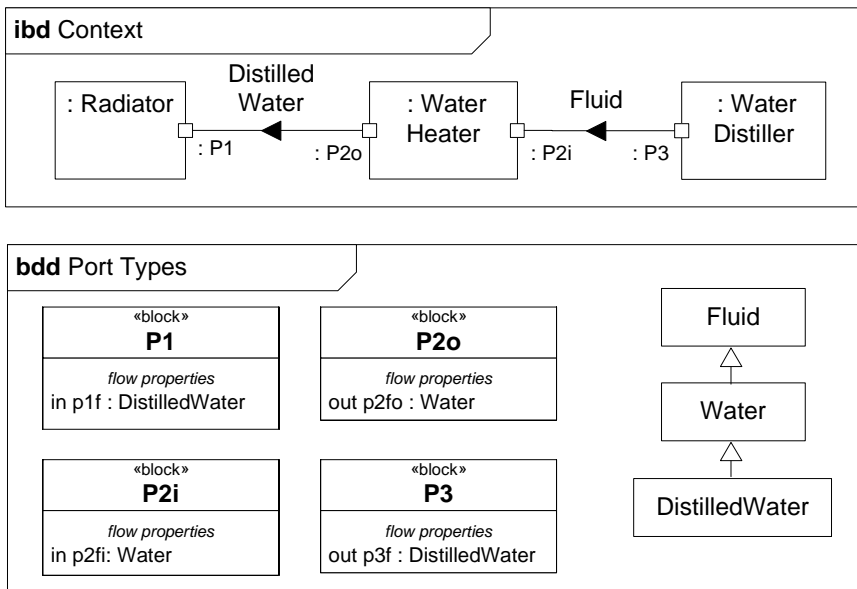 ibd Context
: Radiator
Distilled
Water
: Water
Heater
Fluid
: Water
Distiller
: P1
: P2o
: P2i
: P3
bdd Port Types
«block»
P1
flow properties
in p1f : DistilledWater
«block»
P2o
flow properties
out p2fo : Water
Fluid
Water
DistilledWater
«block»
P2i
flow properties
in p2fi: Water
«block»
P3
flow properties
out p3f : DistilledWater